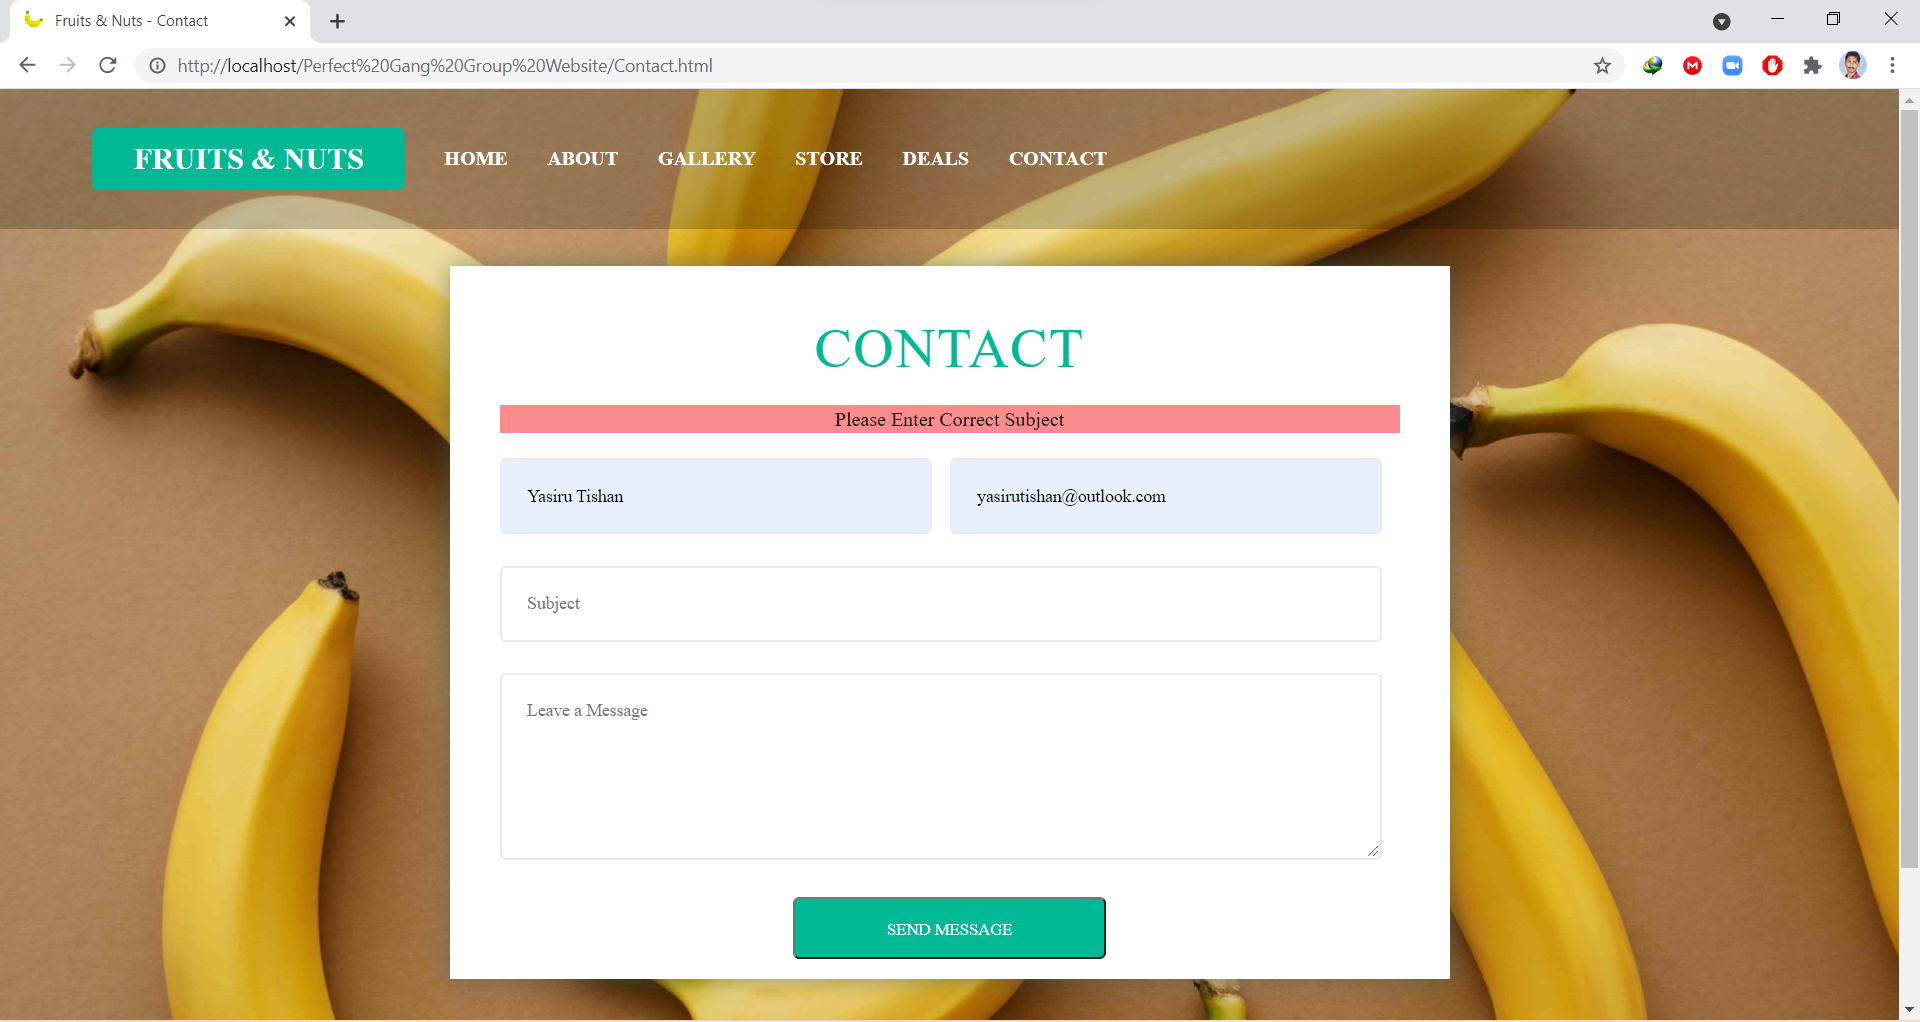 Fruits & Nuts - Contact
http://localhost/Perfect%20Gang%20Group%20Website/Contact.html
FRUITS & NUTS HOME ABOUT GALLERY STORE DEALS CONTACT
CONTACT
Please Enter Correct Subject
Yasiru Tishan yasirutishan@outlook.com
Subject
Leave a Message
SEND MESSAGE